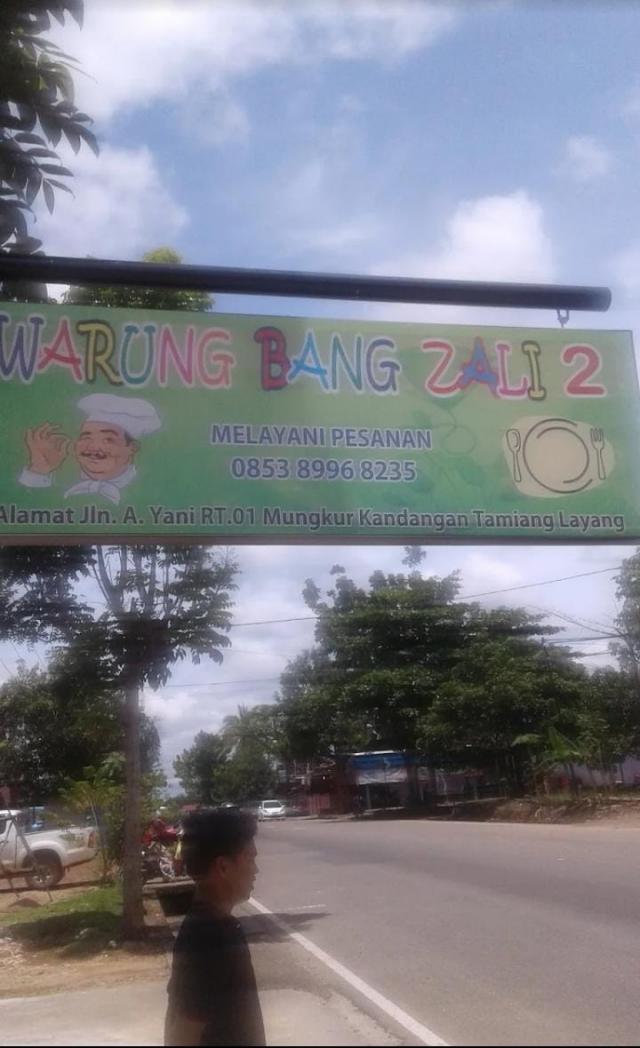 WARUNG BANG ZALI 2
MELAYANI PESANAN
0853 8996 8235
Alamat Jln. A. Yani RT.01 Mungkur Kandangan Tamiang Layang